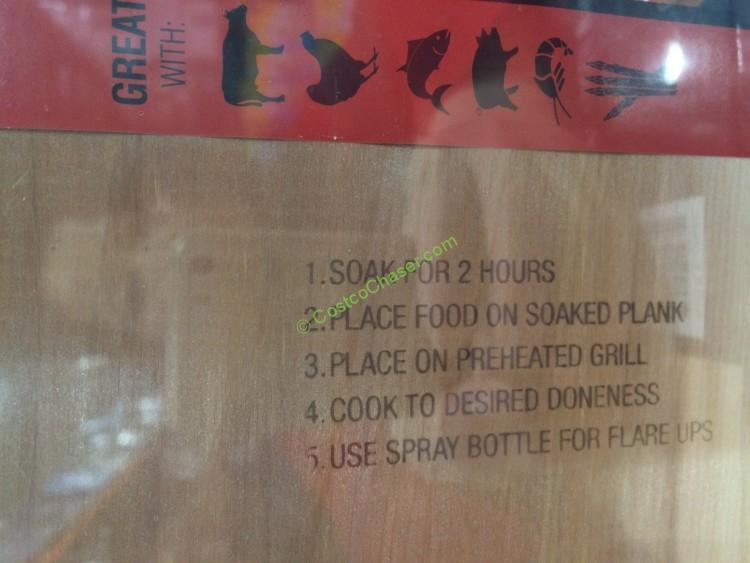 GREAT
WITH:
1. SOAK FOR 2 HOURS
© CostcoChaser.com
2. PLACE FOOD ON SOAKED PLANK
3. PLACE ON PREHEATED GRILL
4. COOK TO DESIRED DONENESS
5. USE SPRAY BOTTLE FOR FLARE UPS